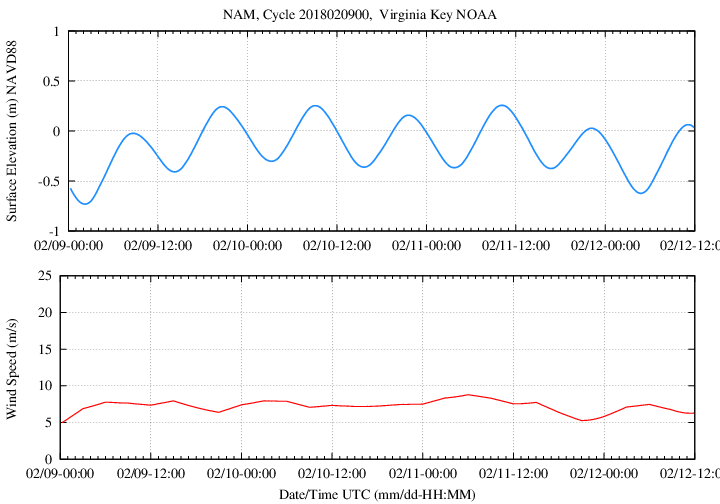 NAM, Cycle 2018020900,  Virginia Key NOAA
Surface Elevation (m) NAVD88
1
0.5
0
-0.5
-1
02/09-00:00 02/09-12:00 02/10-00:00 02/10-12:00 02/11-00:00 02/11-12:00 02/12-00:00 02/12-12:0
Wind Speed (m/s)
25
20
15
10
5
0
02/09-00:00 02/09-12:00 02/10-00:00 02/10-12:00 02/11-00:00 02/11-12:00 02/12-00:00 02/12-12:0
Date/Time UTC (mm/dd-HH:MM)